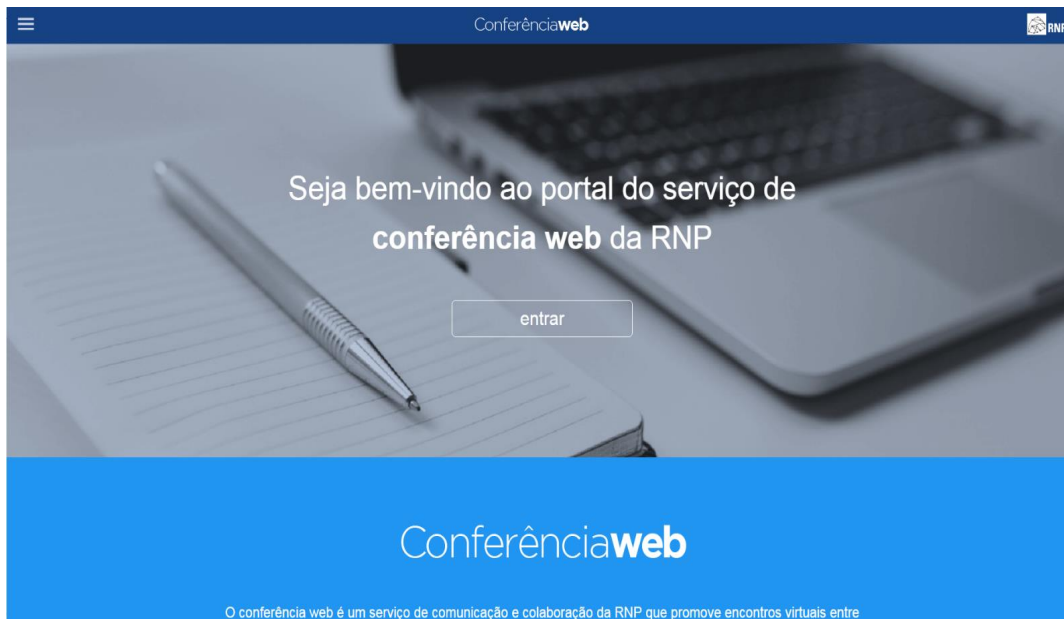 Conferênciaweb
RNP
Seja bem-vindo ao portal do serviço de
conferência web da RNP
entrar
Conferênciaweb
O conferência web é um serviço de comunicação e colaboração da RNP que promove encontros virtuais entre